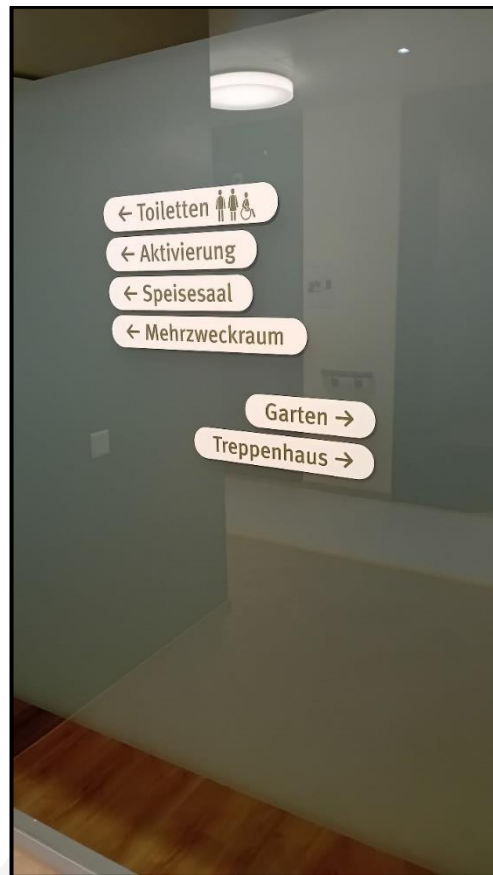 ← Toiletten
← Aktivierung
← Speisesaal
← Mehrzweckraum
Garten →
Treppenhaus →